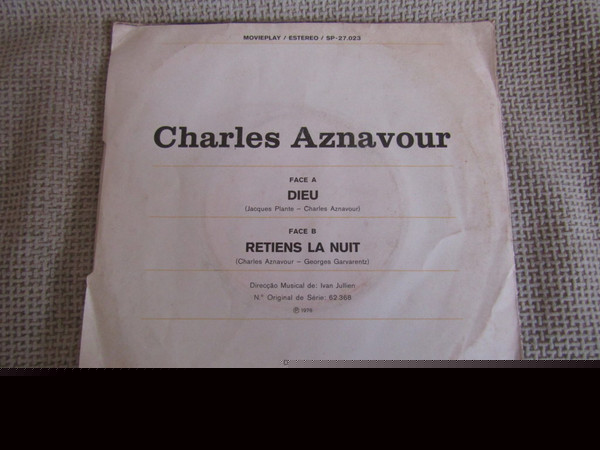 MOVIEPLAY / ESTEREO / SP-27.023
Charles Aznavour
FACE A
DIEU
(Jacques Plante – Charles Aznavour)
FACE B
RETIENS LA NUIT
(Charles Aznavour – Georges Garvarentz)
Direcção Musical de: Ivan Jullien
N.º Original de Série: 62.368